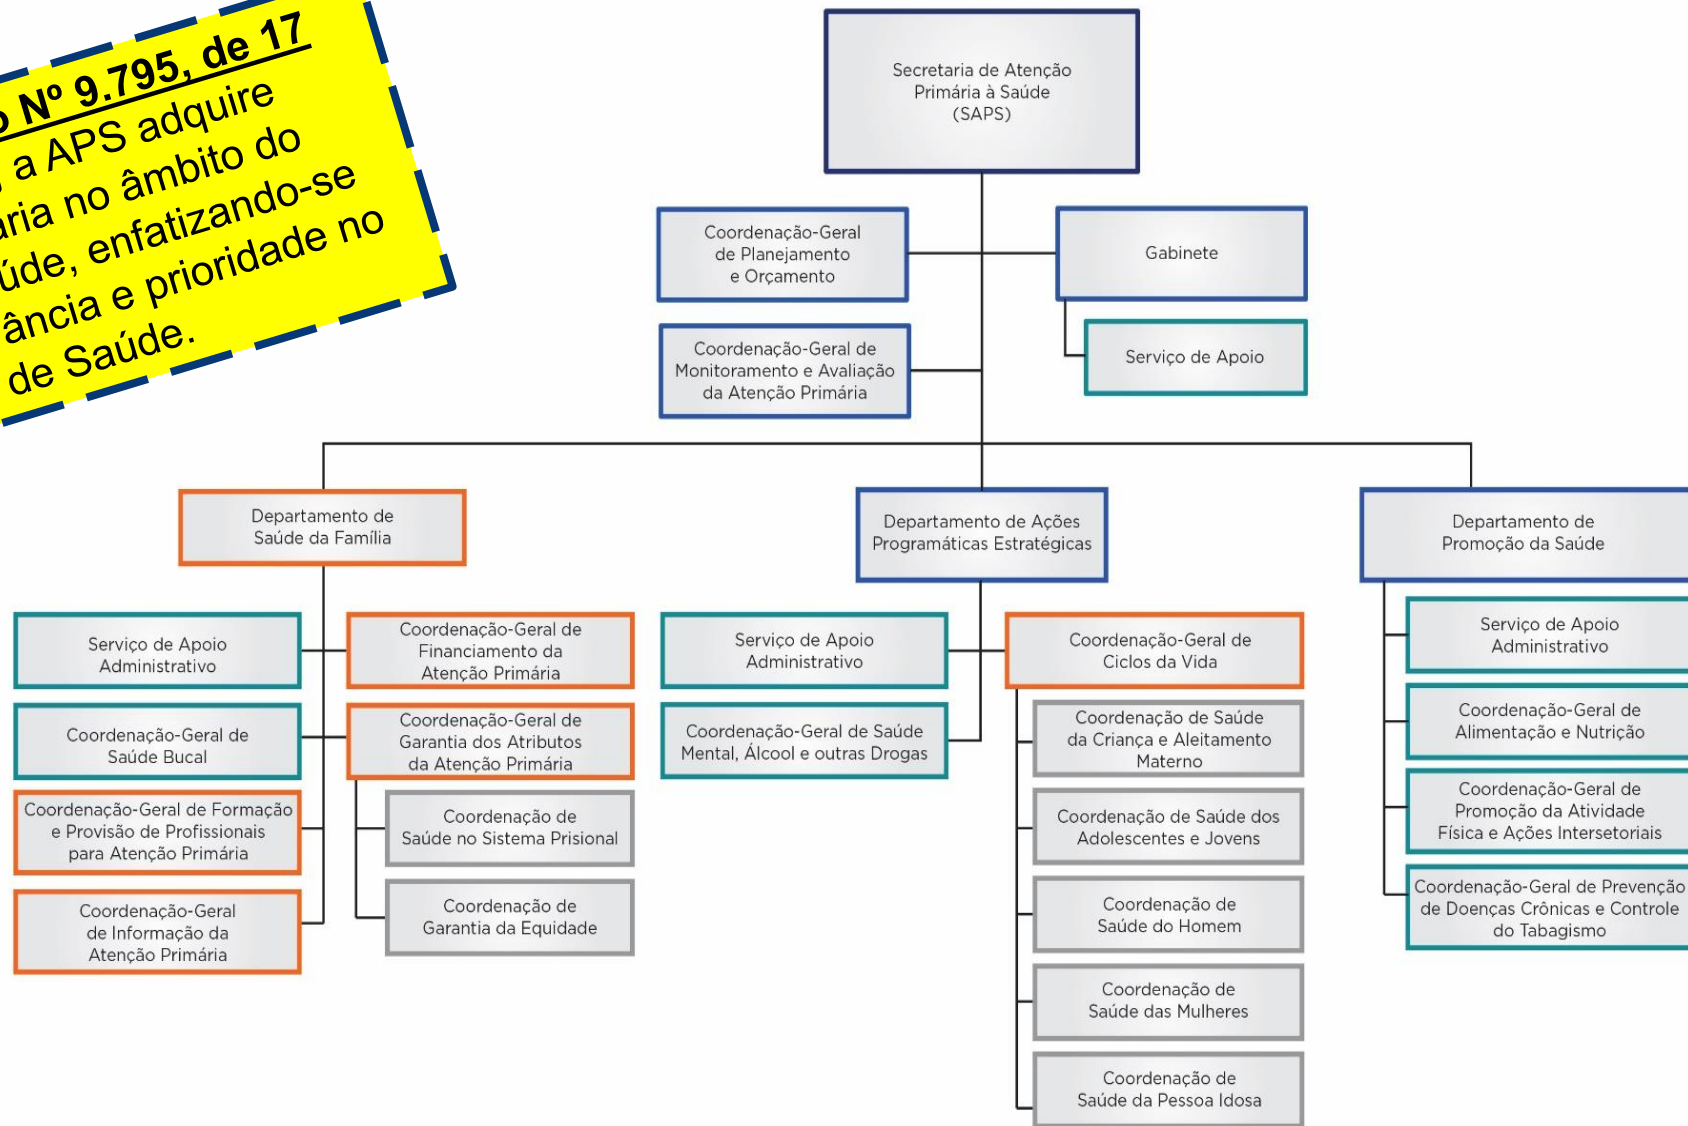 Nº 9.795, de 17
a APS adquire
no âmbito do
enfatizando-se
e prioridade no
de Saúde.
Secretaria de Atenção
Primária à Saúde
(SAPS)
Coordenação-Geral
de Planejamento
e Orçamento
Gabinete
Coordenação-Geral de
Monitoramento e Avaliação
da Atenção Primária
Serviço de Apoio
Departamento de
Saúde da Família
Serviço de Apoio
Administrativo
Coordenação-Geral de
Financiamento da
Atenção Primária
Coordenação-Geral de
Saúde Bucal
Coordenação-Geral de
Garantia dos Atributos
da Atenção Primária
Coordenação-Geral de Formação
e Provisão de Profissionais
para Atenção Primária
Coordenação de
Saúde no Sistema Prisional
Coordenação-Geral
de Informação da
Atenção Primária
Coordenação de
Garantia da Equidade
Departamento de Ações
Programáticas Estratégicas
Serviço de Apoio
Administrativo
Coordenação-Geral de
Ciclos da Vida
Coordenação-Geral de Saúde
Mental, Álcool e outras Drogas
Coordenação de Saúde
da Criança e Aleitamento
Materno
Coordenação de Saúde dos
Adolescentes e Jovens
Coordenação de
Saúde do Homem
Coordenação de
Saúde das Mulheres
Coordenação de
Saúde da Pessoa Idosa
Departamento de
Promoção da Saúde
Serviço de Apoio
Administrativo
Coordenação-Geral de
Alimentação e Nutrição
Coordenação-Geral de
Promoção da Atividade
Física e Ações Intersetoriais
Coordenação-Geral de Prevenção
de Doenças Crônicas e Controle
do Tabagismo